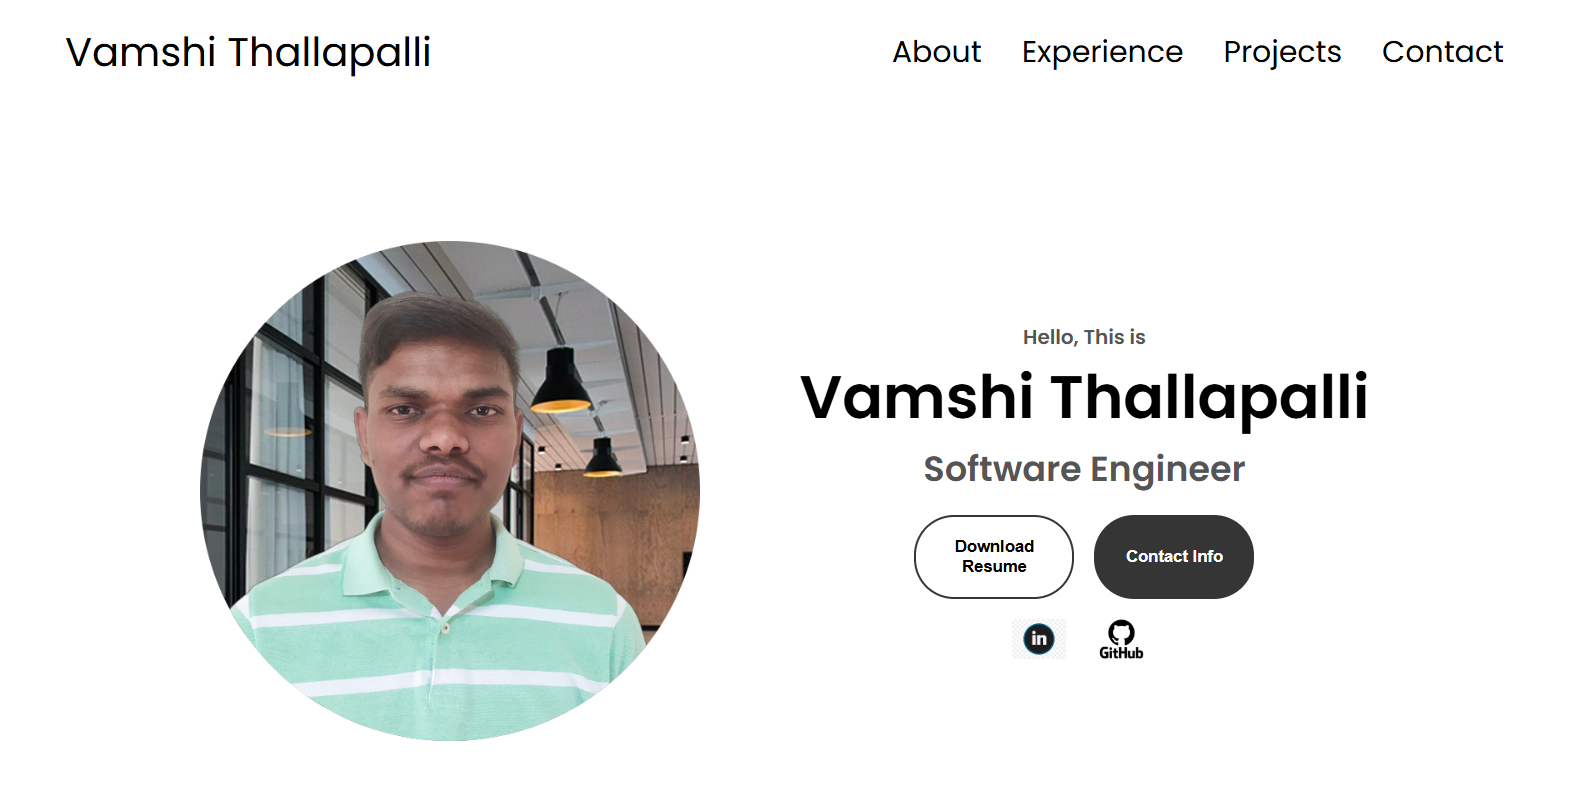 Vamshi Thallapalli
About Experience Projects Contact
Hello, This is
Vamshi Thallapalli
Software Engineer
Download
Resume
Contact Info
in
GitHub